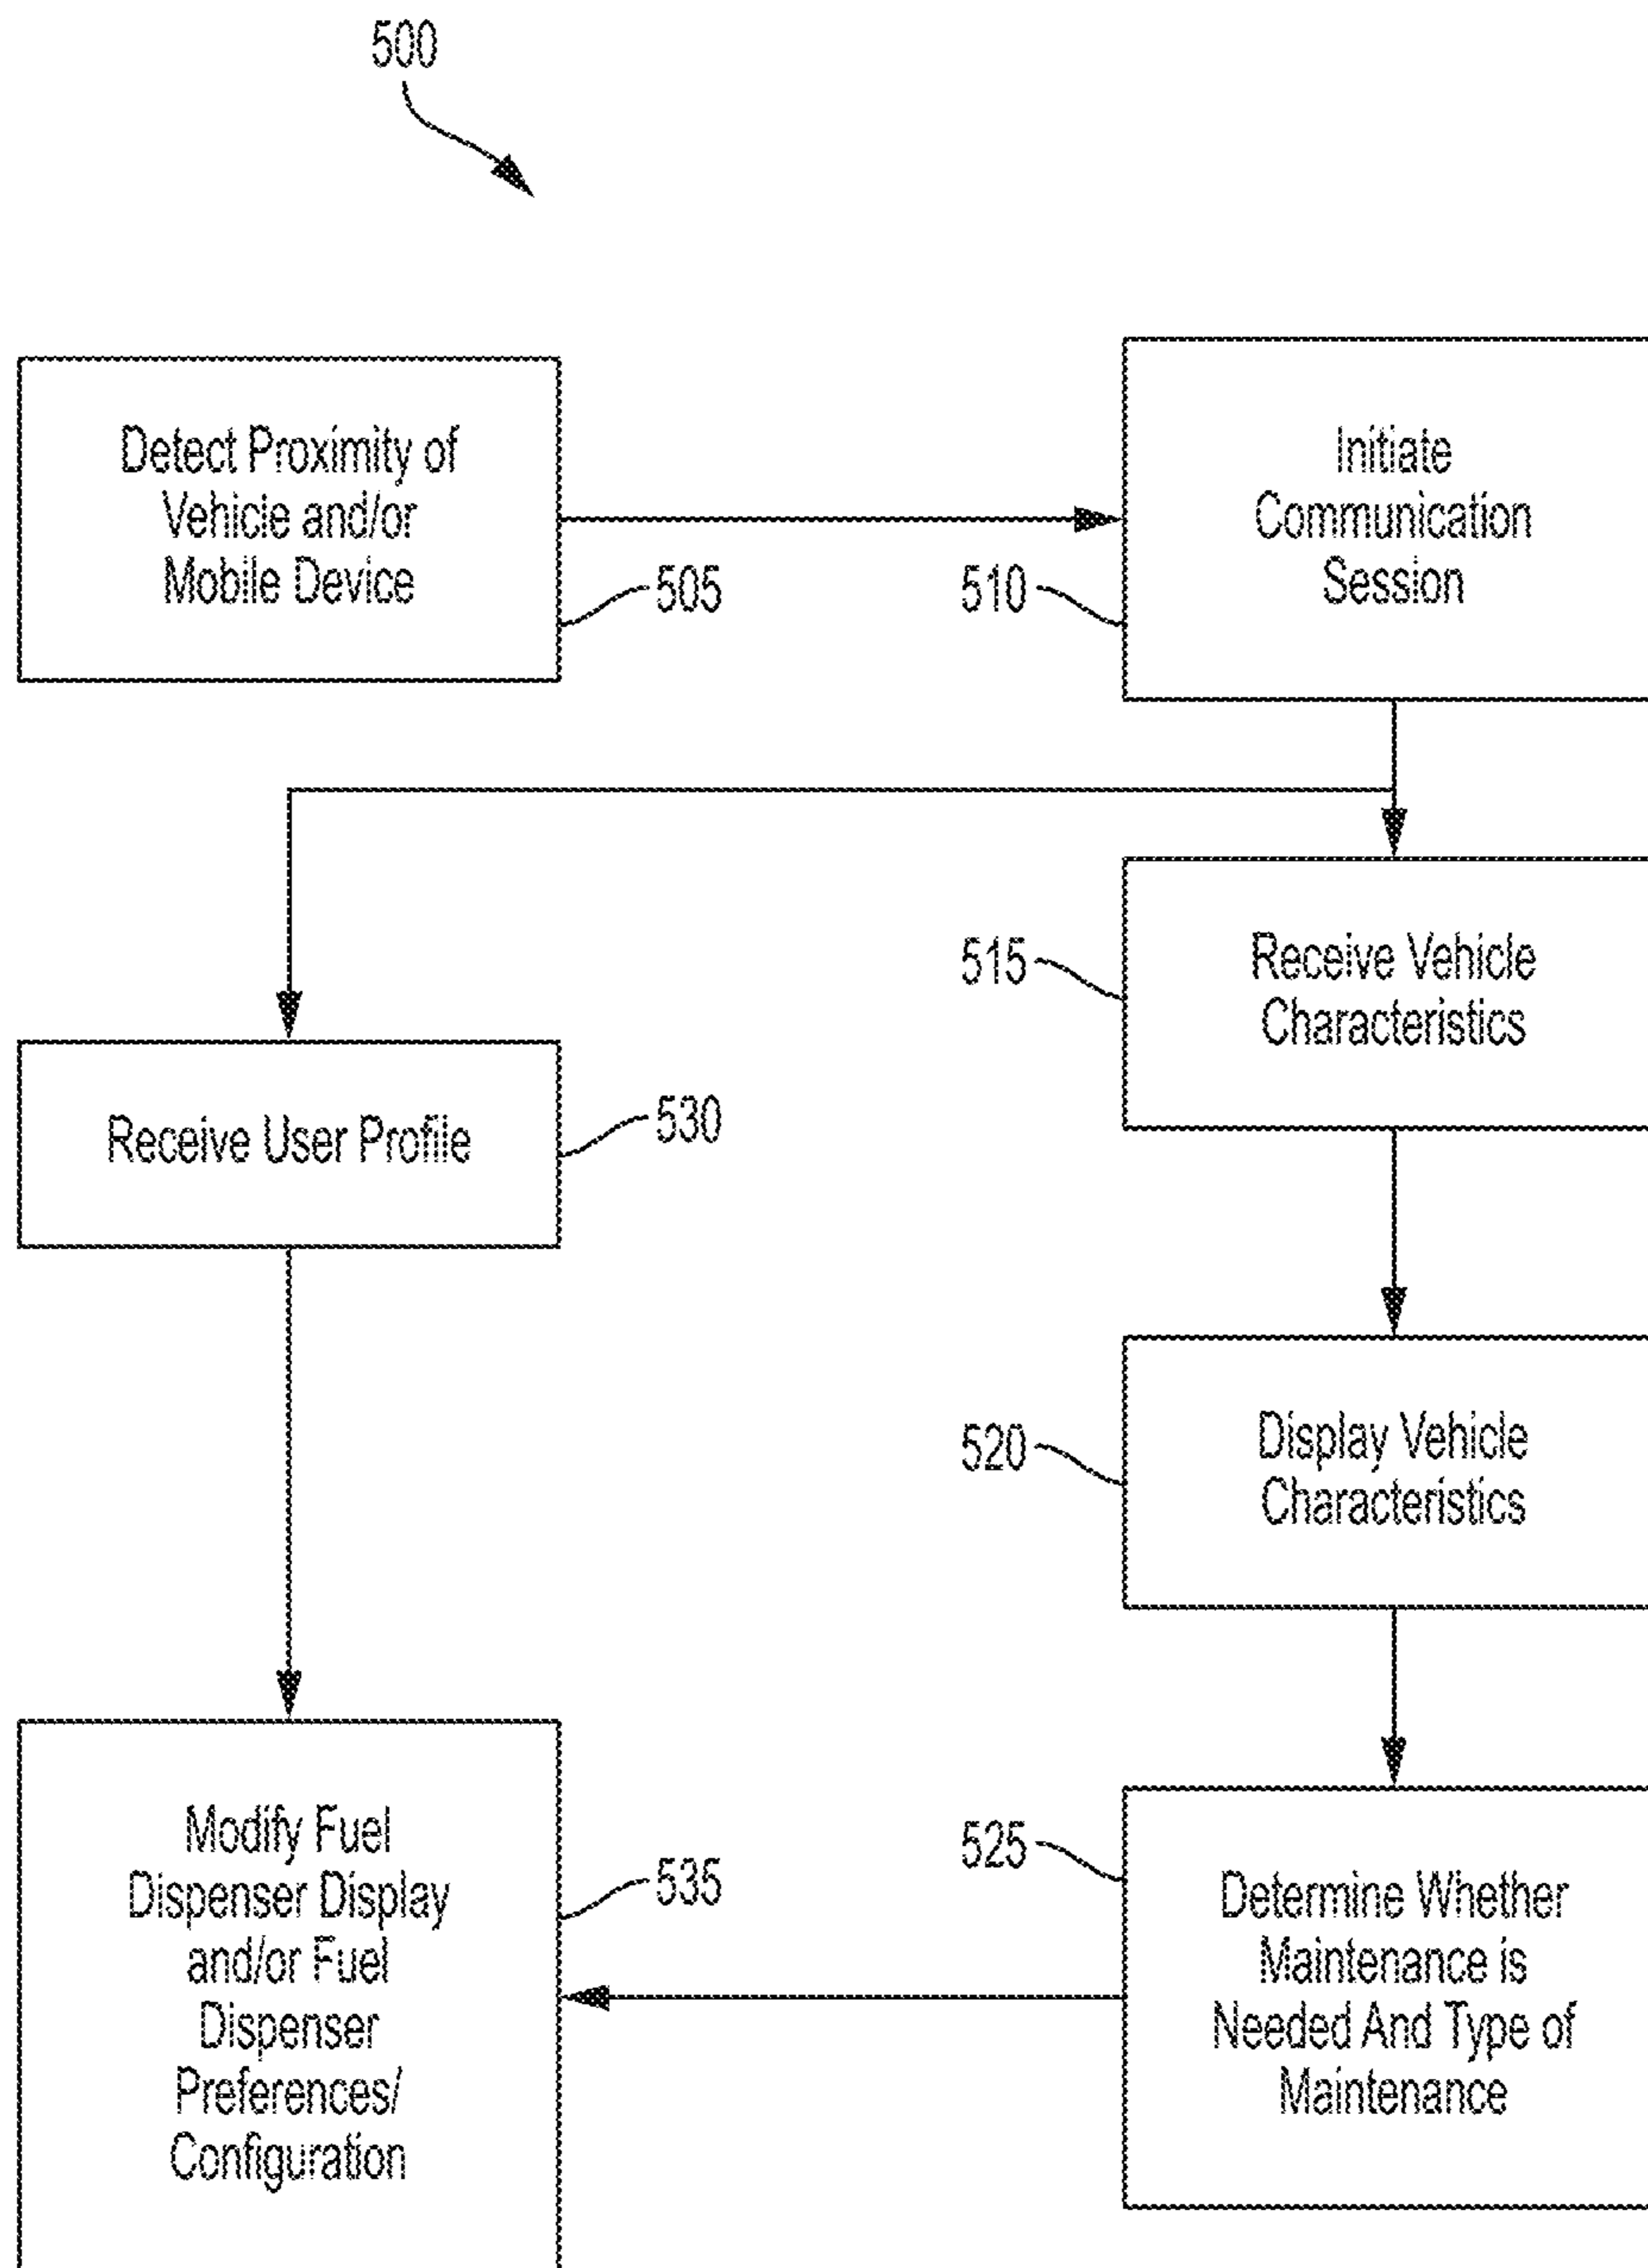 500
Detect Proximity of
Vehicle and/or
Mobile Device
505
Initiate
Communication
Session
510
Receive Vehicle
Characteristics
515
Receive User Profile
530
Display Vehicle
Characteristics
520
Modify Fuel
Dispenser Display
and/or Fuel
Dispenser
Preferences/
Configuration
535
Determine Whether
Maintenance is
Needed And Type of
Maintenance
525